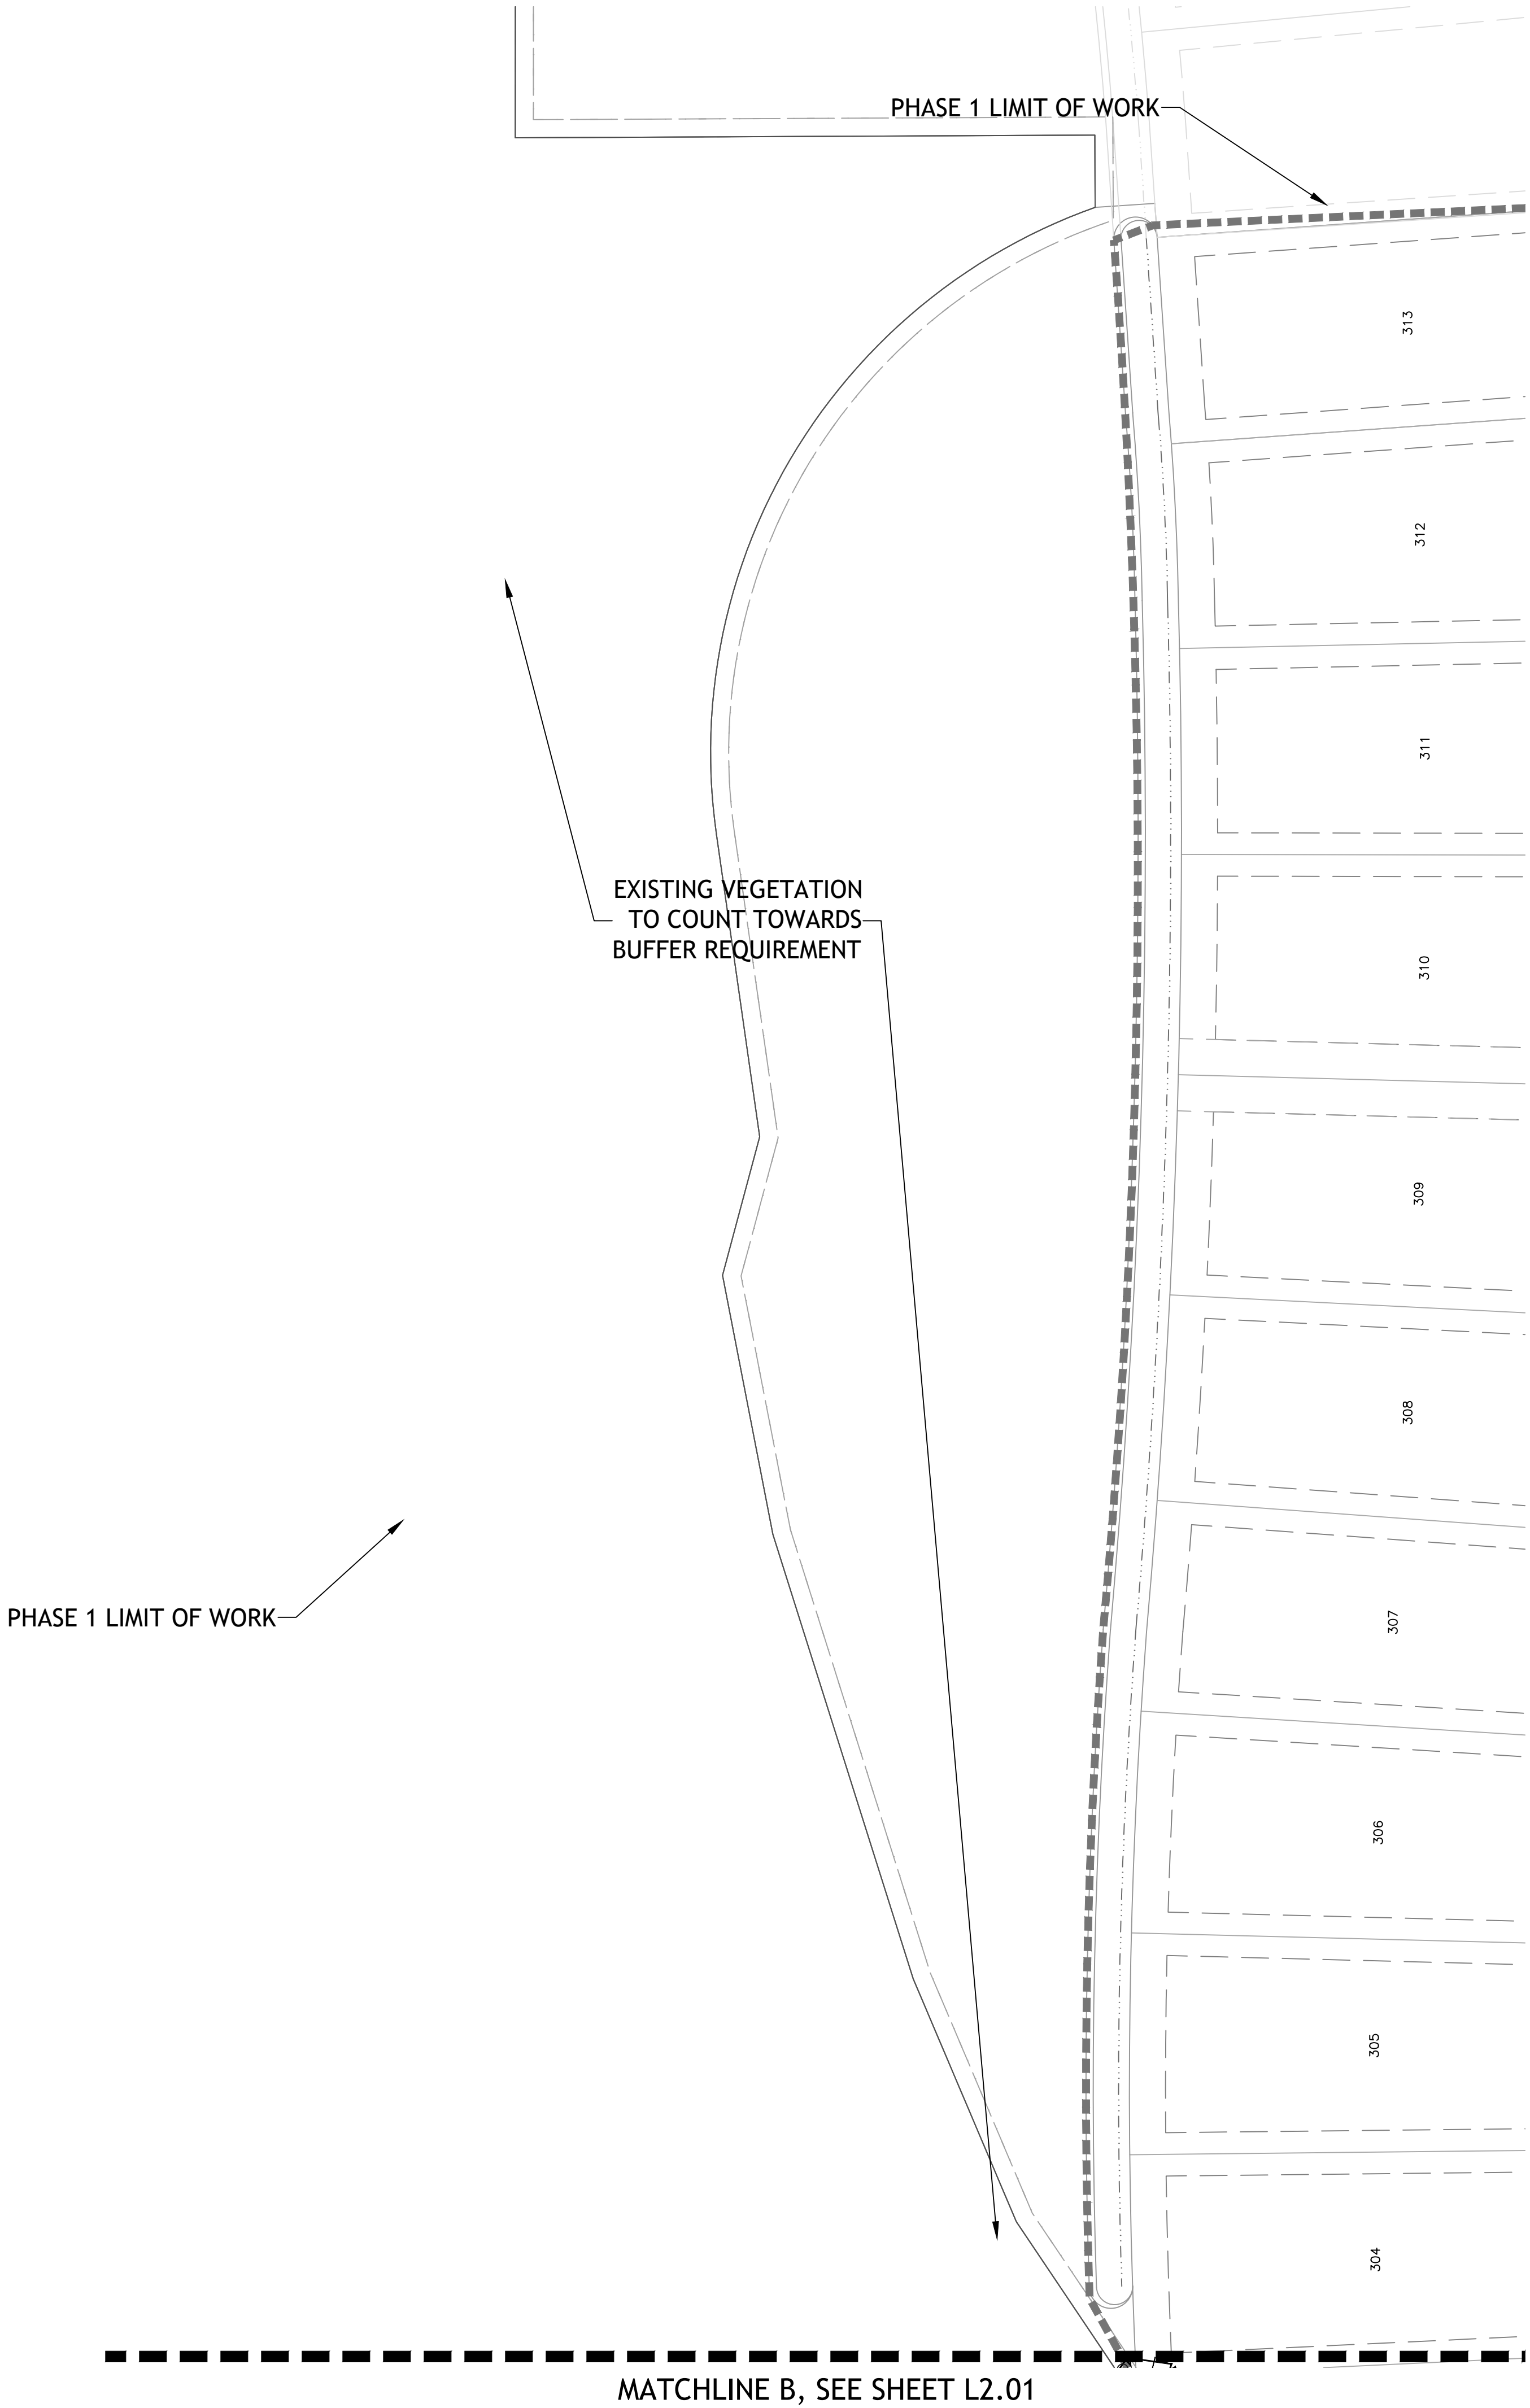 PHASE 1 LIMIT OF WORK
313
312
311
EXISTING VEGETATION
TO COUNT TOWARDS
BUFFER REQUIREMENT
310
309
308
PHASE 1 LIMIT OF WORK
307
306
305
304
MATCHLINE B, SEE SHEET L2.01